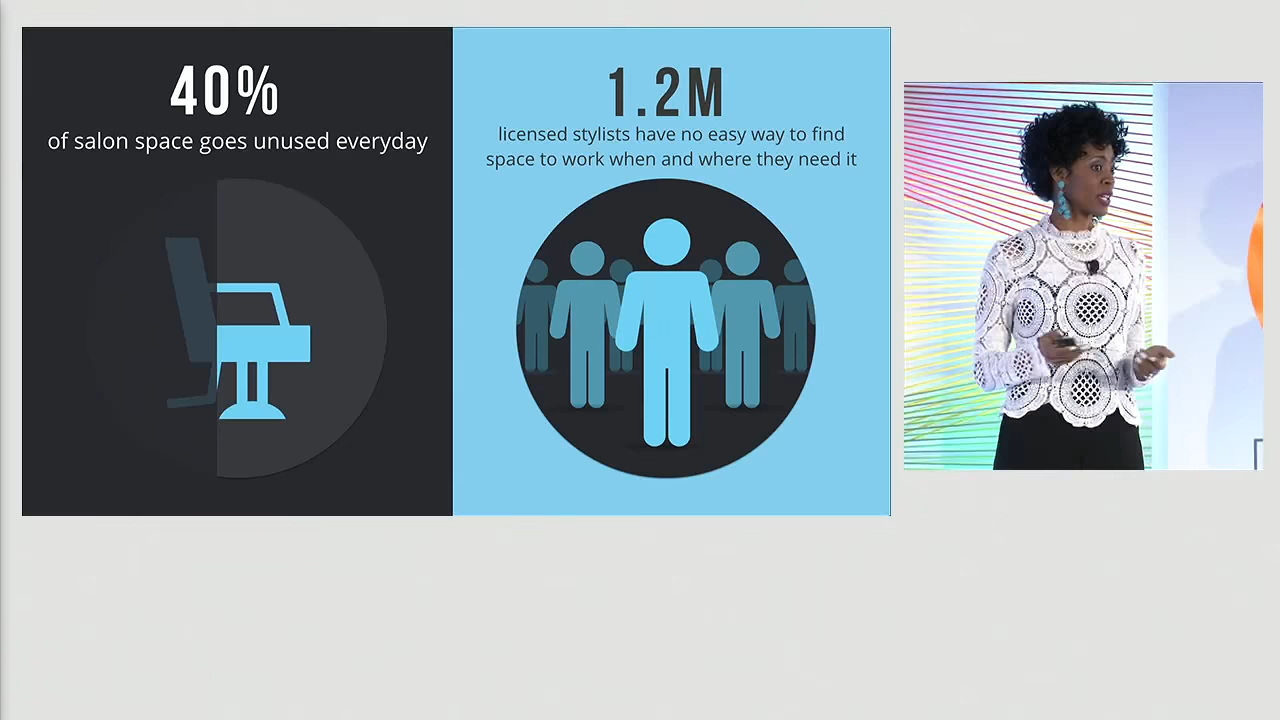 40%
of salon space goes unused everyday
1.2M
licensed stylists have no easy way to find
space to work when and where they need it